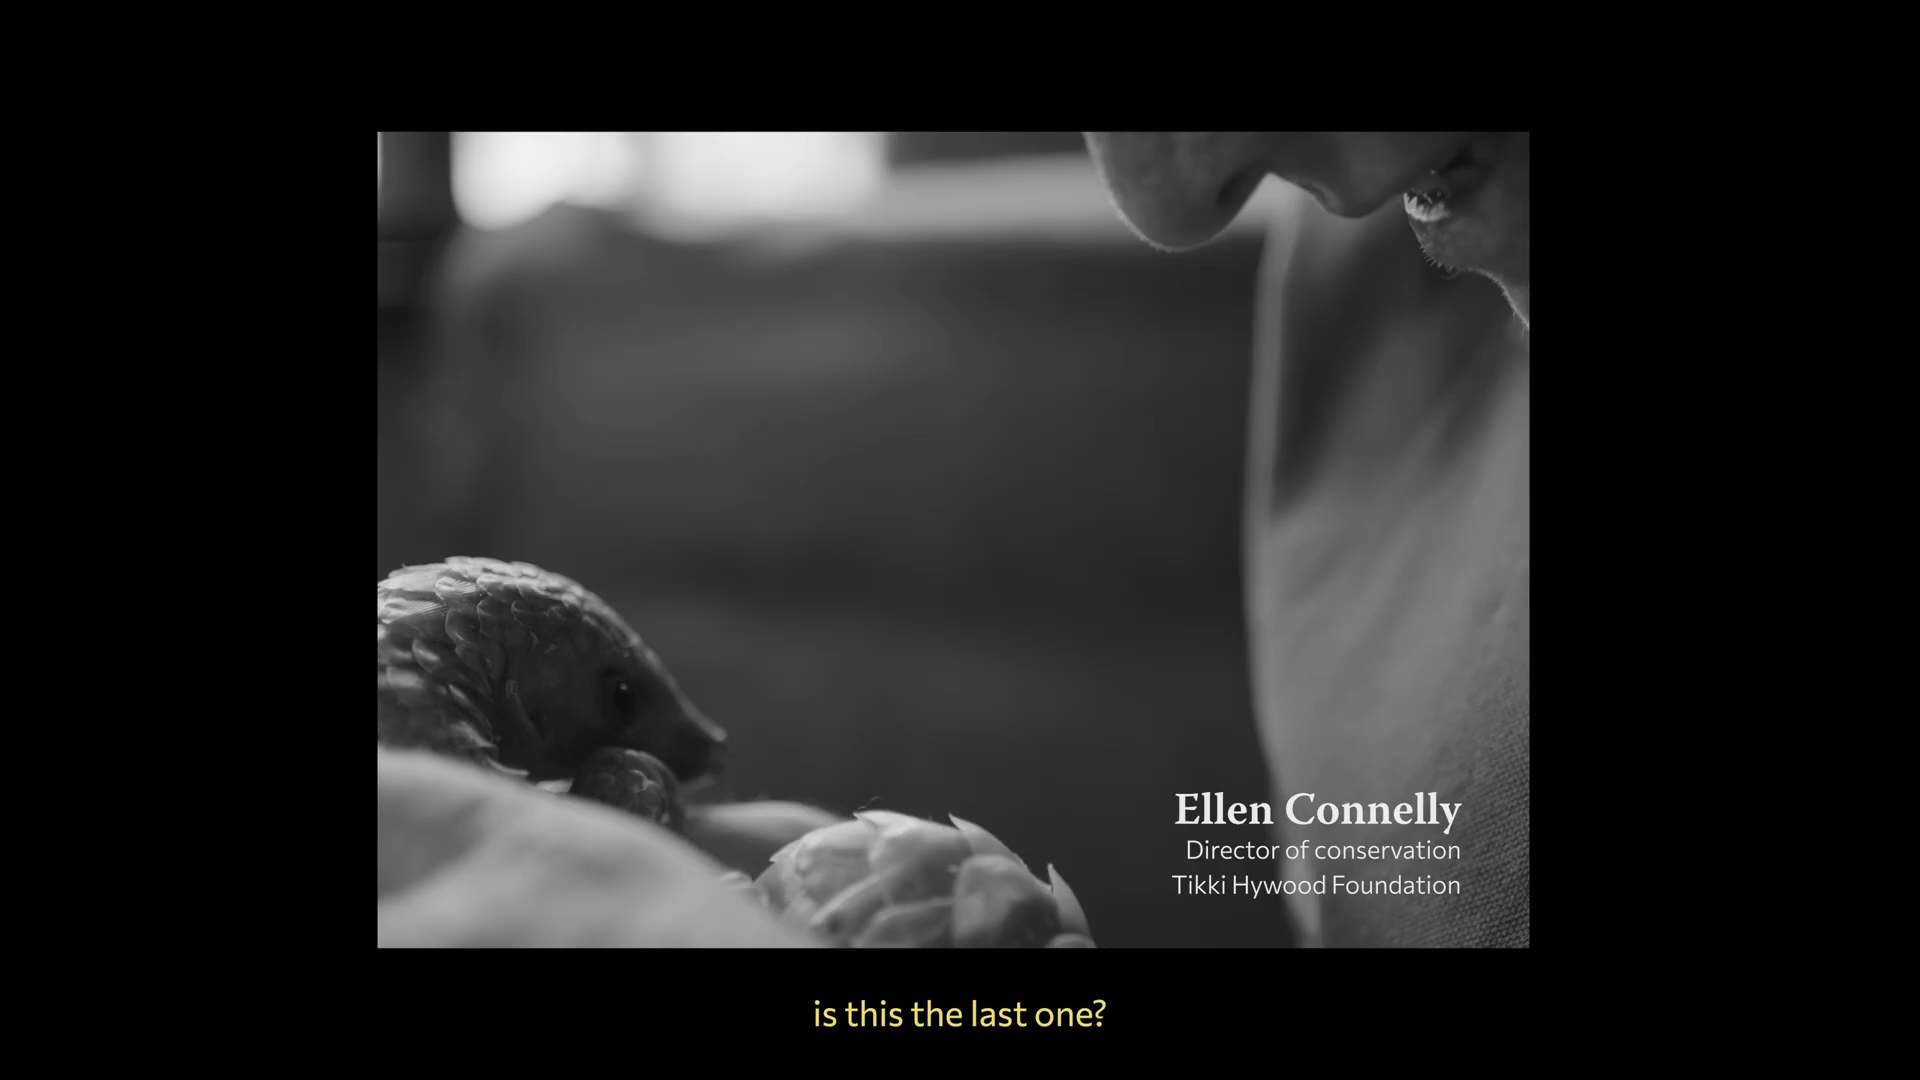 Ellen Connelly
Director of conservation
Tikki Hywood Foundation
is this the last one?